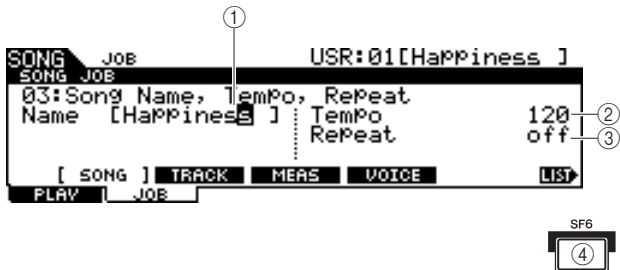 ①
SONG JOB USR:01[Happiness ]
SONG JOB
03:Song Name, Tempo, Repeat
Name [Happiness ] Tempo 120 ②
Repeat off ③
[ SONG ] TRACK MEAS VOICE LIST
PLAY JOB
SF6
④